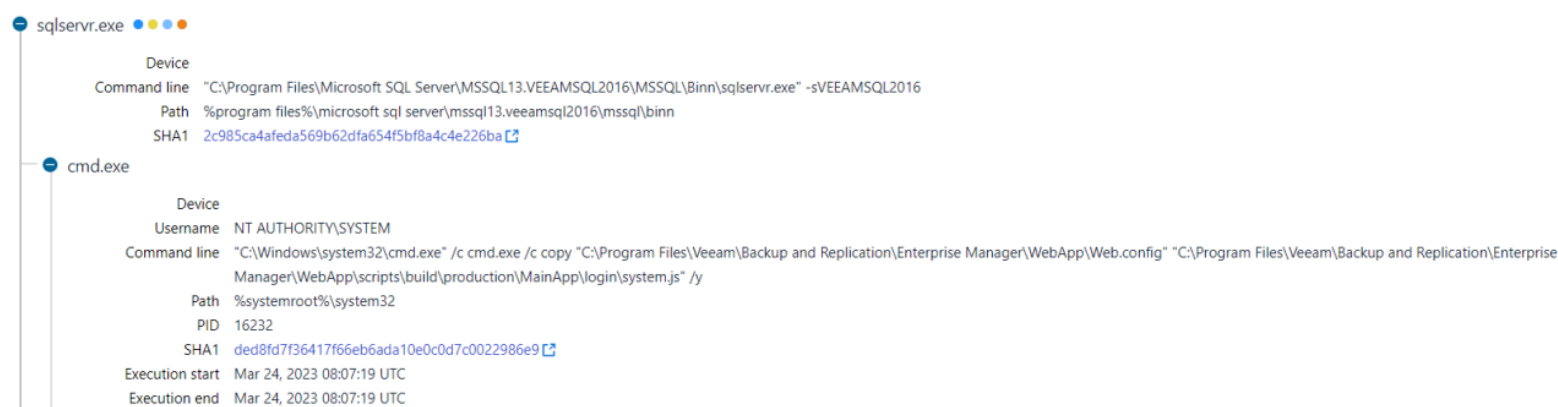 sqlservr.exe
Device
Command line "C:\Program Files\Microsoft SQL Server\MSSQL13.VEEAMSQL2016\MSSQL\Binn\sqlservr.exe" -sVEEAMSQL2016
Path %program files%\microsoft sql server\mssql13.veeamsql2016\mssql\binn
SHA1 2c985ca4afeda569b62dfa654f5bf8a4c4e226ba
cmd.exe
Device
Username NT AUTHORITY\SYSTEM
Command line "C:\Windows\system32\cmd.exe" /c cmd.exe /c copy "C:\Program Files\Veeam\Backup and Replication\Enterprise Manager\WebApp\Web.config" "C:\Program Files\Veeam\Backup and Replication\Enterprise
Manager\WebApp\scripts\build\production\MainApp\login\system.js" /y
Path %systemroot%\system32
PID 16232
SHA1 ded8fd7f36417f66eb6ada10e0c0d7c0022986e9
Execution start Mar 24, 2023 08:07:19 UTC
Execution end Mar 24, 2023 08:07:19 UTC